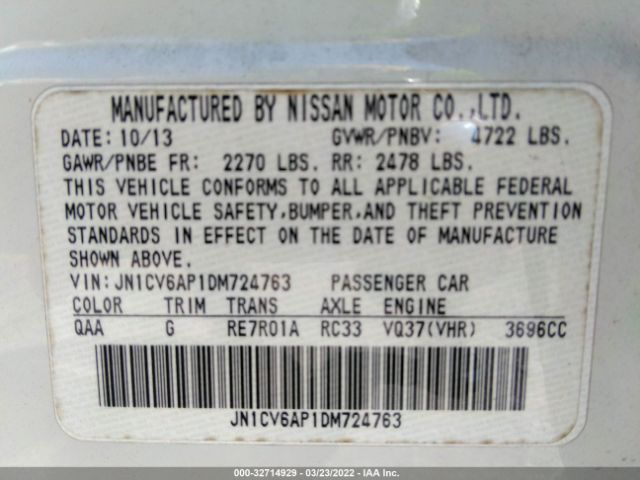 MANUFACTURED BY NISSAN MOTOR CO.,LTD.
DATE: 10/13 GVWR/PNBV: 4722 LBS.
GAWR/PNBE FR: 2270 LBS. RR: 2478 LBS.
THIS VEHICLE CONFORMS TO ALL APPLICABLE FEDERAL
MOTOR VEHICLE SAFETY,BUMPER,AND THEFT PREVENTION
STANDARDS IN EFFECT ON THE DATE OF MANUFACTURE
SHOWN ABOVE.
VIN:JN1CV6AP1DM724763 PASSENGER CAR
COLOR TRIM TRANS AXLE ENGINE
QAA G RE7R01A RC33 VQ37(VHR) 3696CC
JN1CV6AP1DM724763
000-32714929 - 03/23/2022 - IAA Inc.